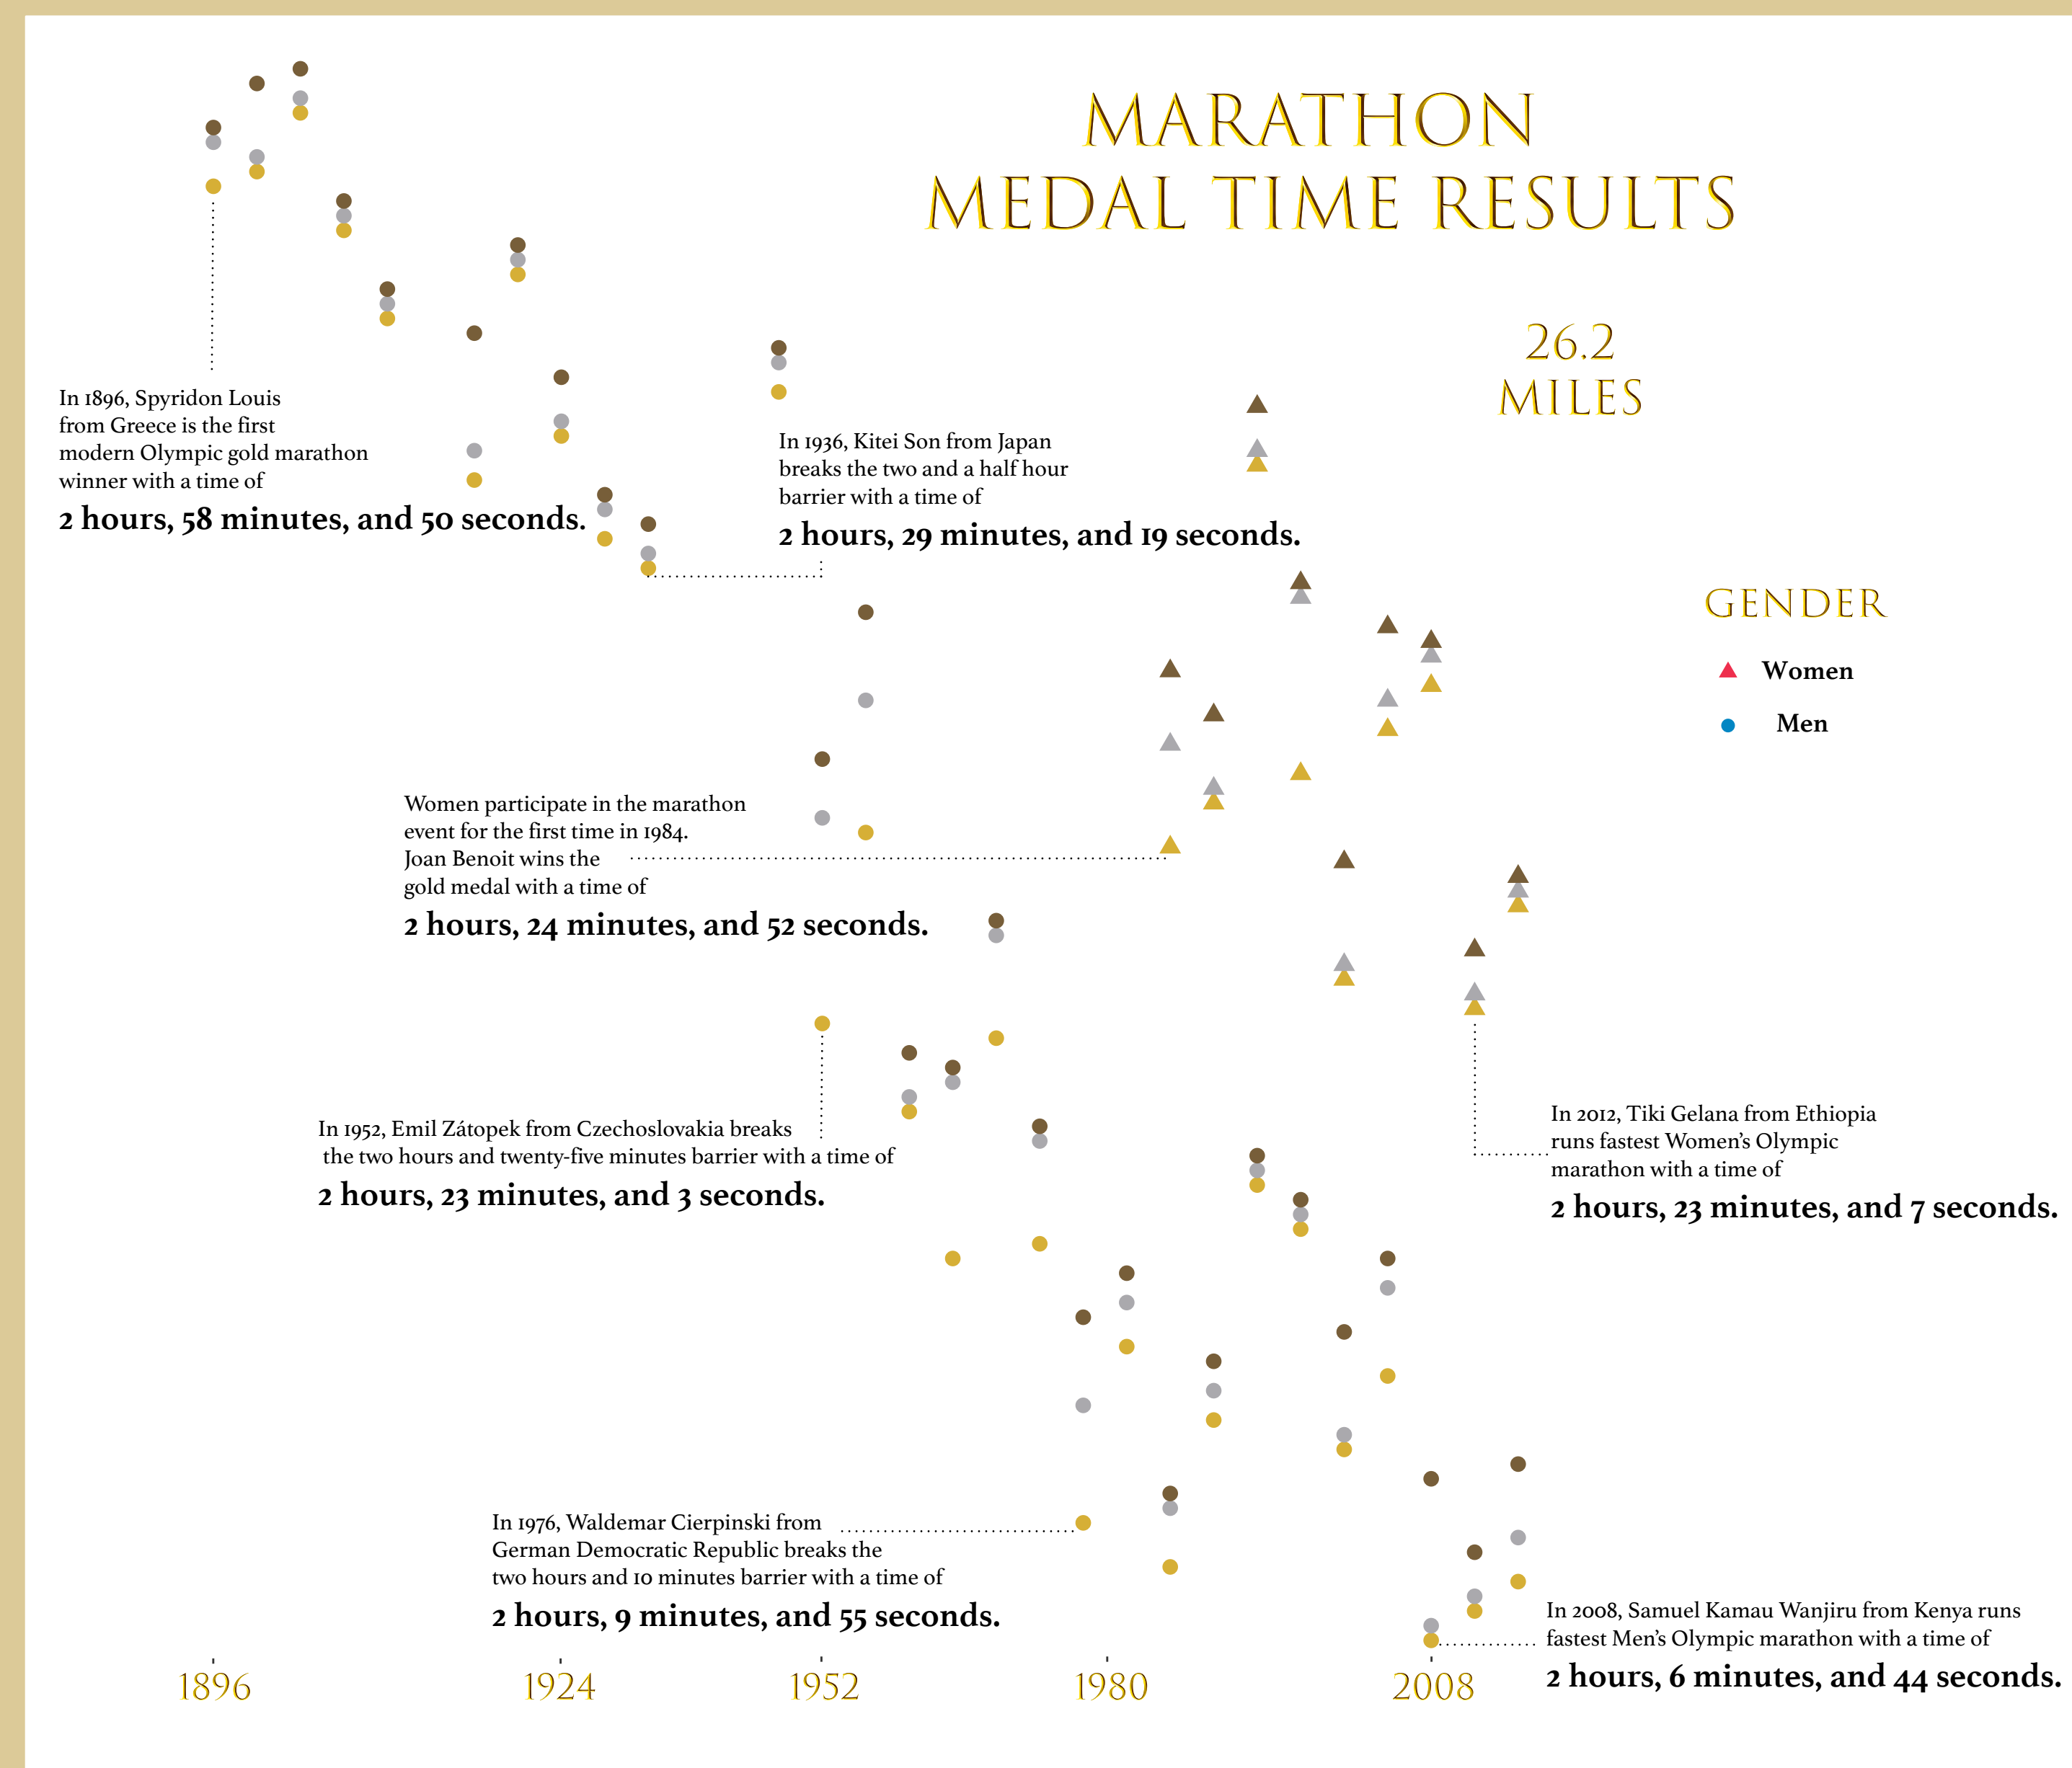 MARATHON
MEDAL TIME RESULTS
26.2
MILES
In 1896, Spyridon Louis
from Greece is the first
modern Olympic gold marathon
winner with a time of
2 hours, 58 minutes, and 50 seconds.
In 1936, Kitei Son from Japan
breaks the two and a half hour
barrier with a time of
2 hours, 29 minutes, and 19 seconds.
GENDER
Women
Men
Women participate in the marathon
event for the first time in 1984.
Joan Benoit wins the
gold medal with a time of
2 hours, 24 minutes, and 52 seconds.
In 1952, Emil Zátopek from Czechoslovakia breaks
the two hours and twenty-five minutes barrier with a time of
2 hours, 23 minutes, and 3 seconds.
In 2012, Tiki Gelana from Ethiopia
runs fastest Women's Olympic
marathon with a time of
2 hours, 23 minutes, and 7 seconds.
In 1976, Waldemar Cierpinski from
German Democratic Republic breaks the
two hours and 10 minutes barrier with a time of
2 hours, 9 minutes, and 55 seconds.
In 2008, Samuel Kamau Wanjiru from Kenya runs
fastest Men's Olympic marathon with a time of
2 hours, 6 minutes, and 44 seconds.
1896 1924 1952 1980 2008